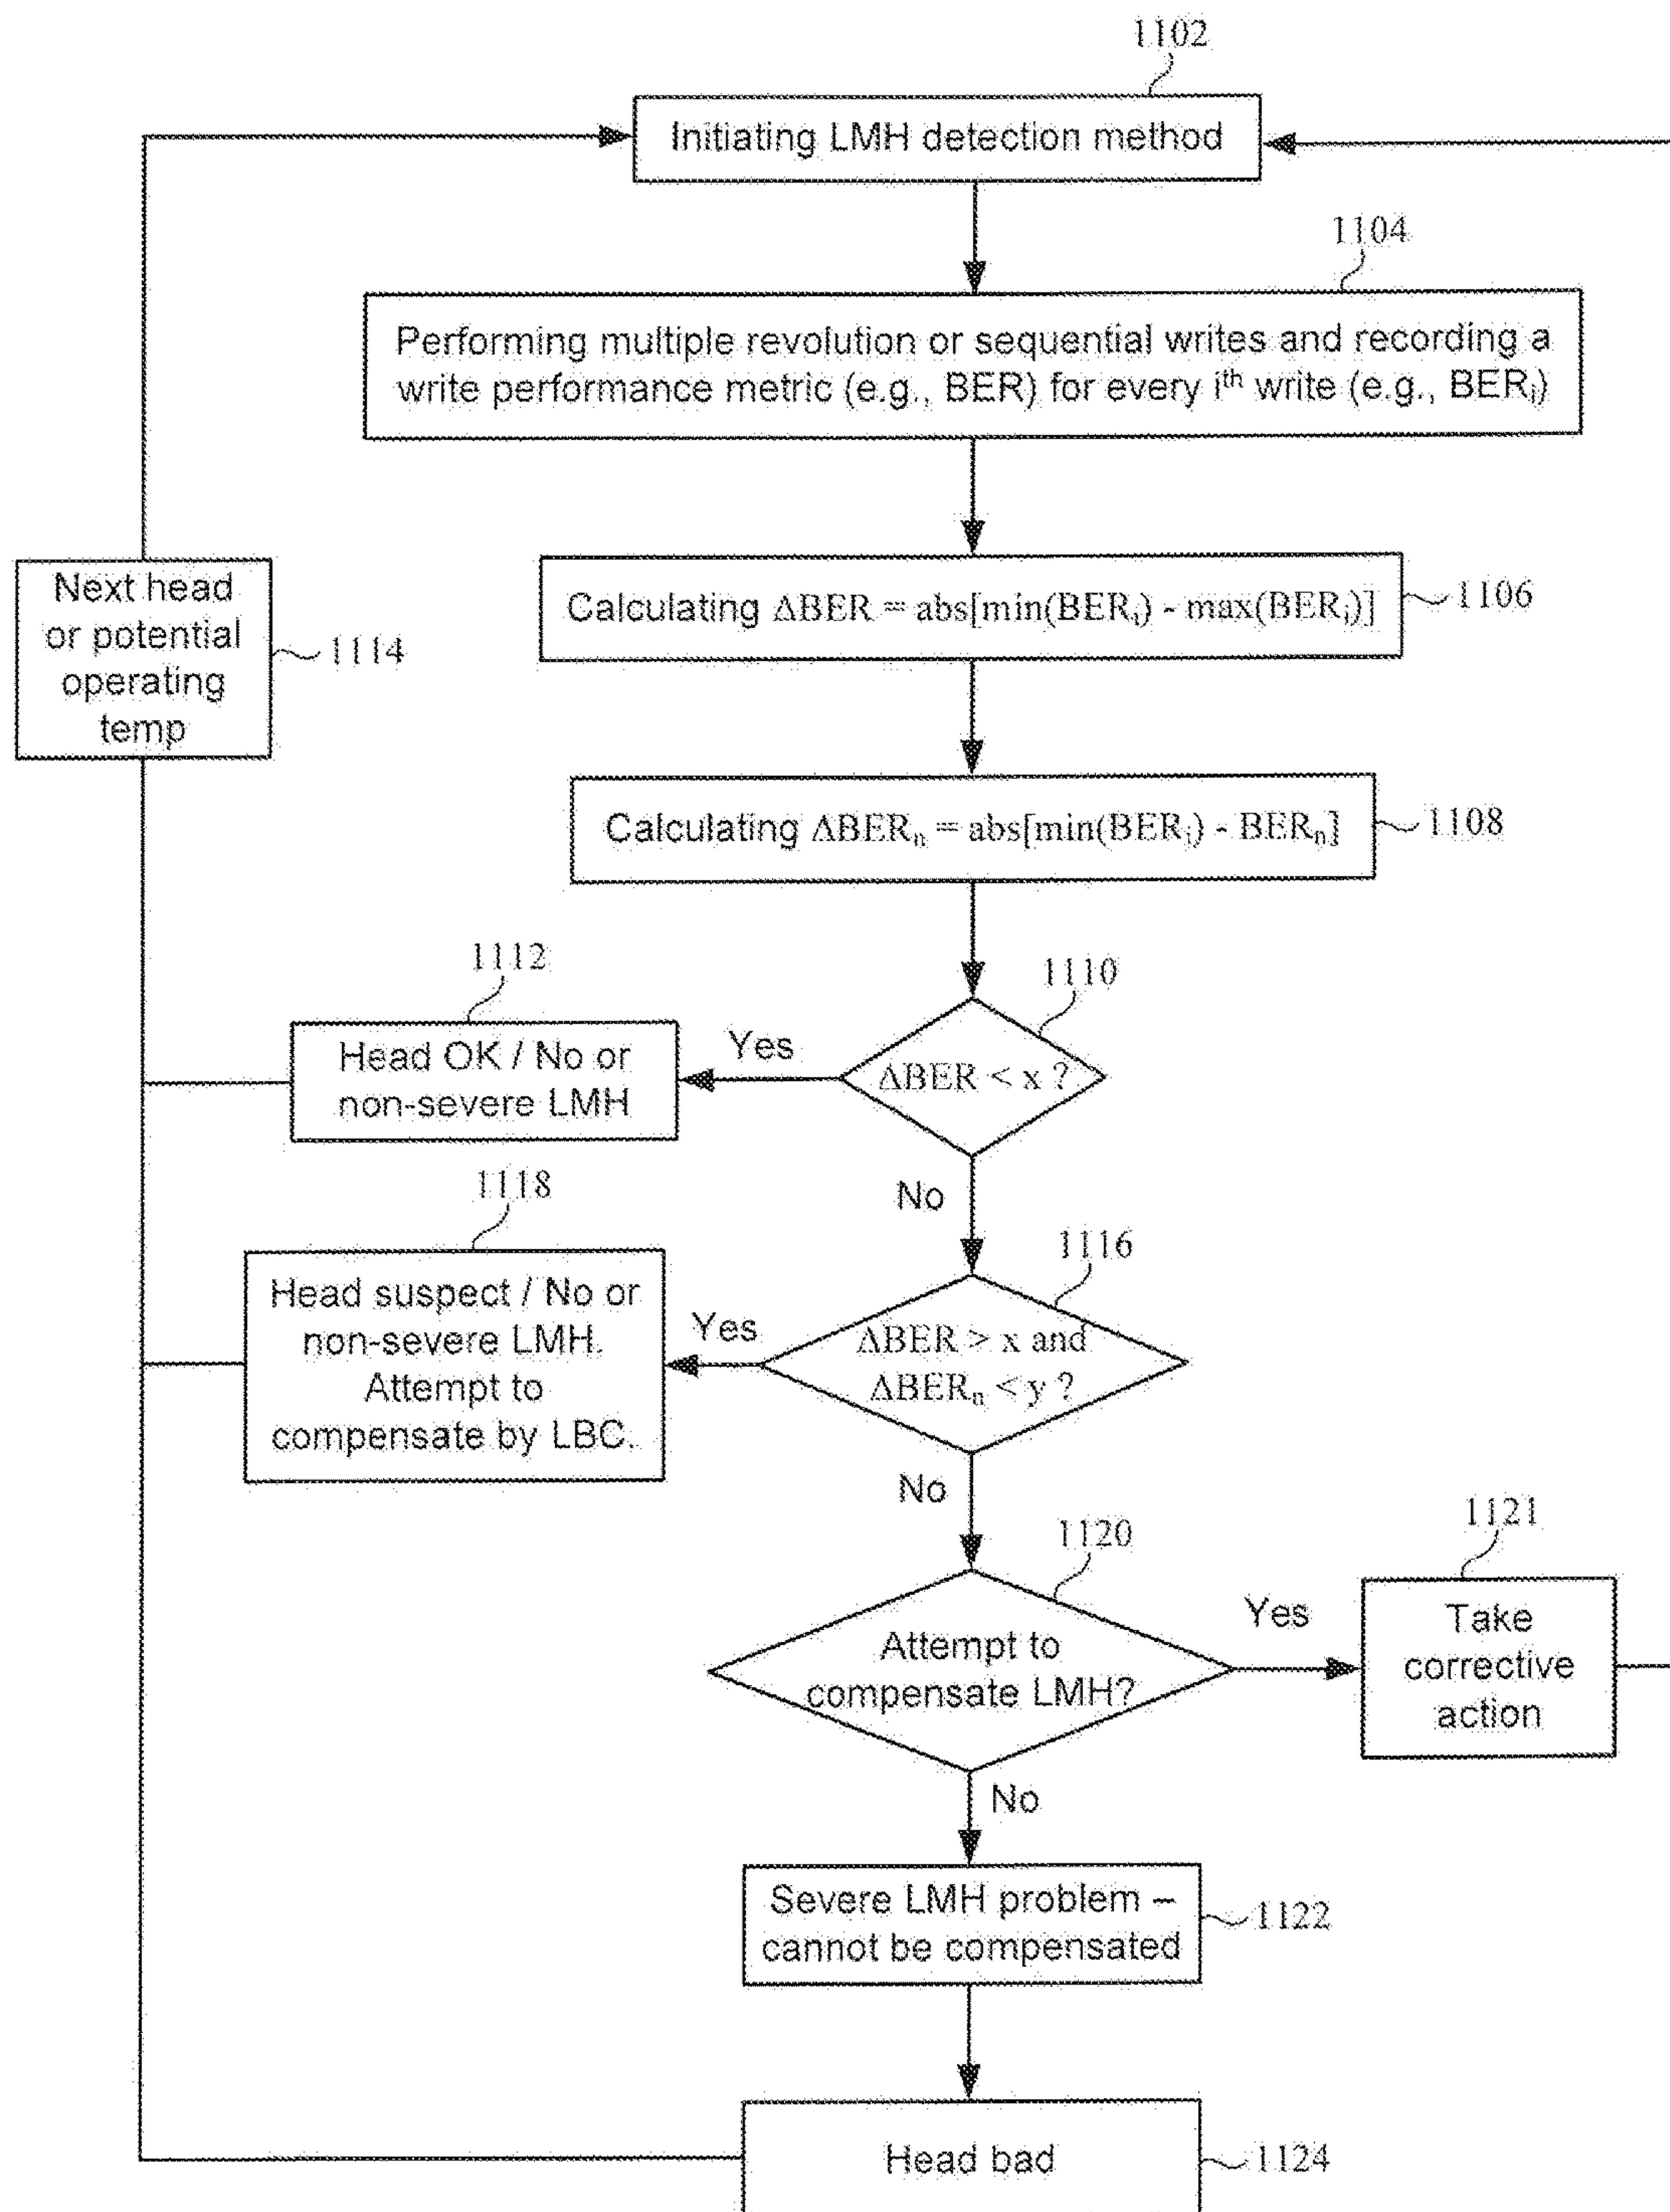 1102
Initiating LMH detection method
1104
Performing multiple revolution or sequential writes and recording a
write performance metric (e.g., BER) for every iᵗʰ write (e.g., BERᵢ)
Calculating ΔBER = abs[min(BERᵢ) - max(BERᵢ)]
1106
Next head
or potential
operating
temp
1114
Calculating ΔBERₙ = abs[min(BERᵢ) - BERₙ]
1108
1112
1110
Head OK / No or
non-severe LMH
Yes
ΔBER < x ?
No
1118
1116
Head suspect / No or
non-severe LMH.
Attempt to
compensate by LBC.
Yes
ΔBER > x and
ΔBERₙ < y ?
No
1120
1121
Attempt to
compensate LMH?
Yes
Take
corrective
action
No
Severe LMH problem –
cannot be compensated
1122
Head bad
1124